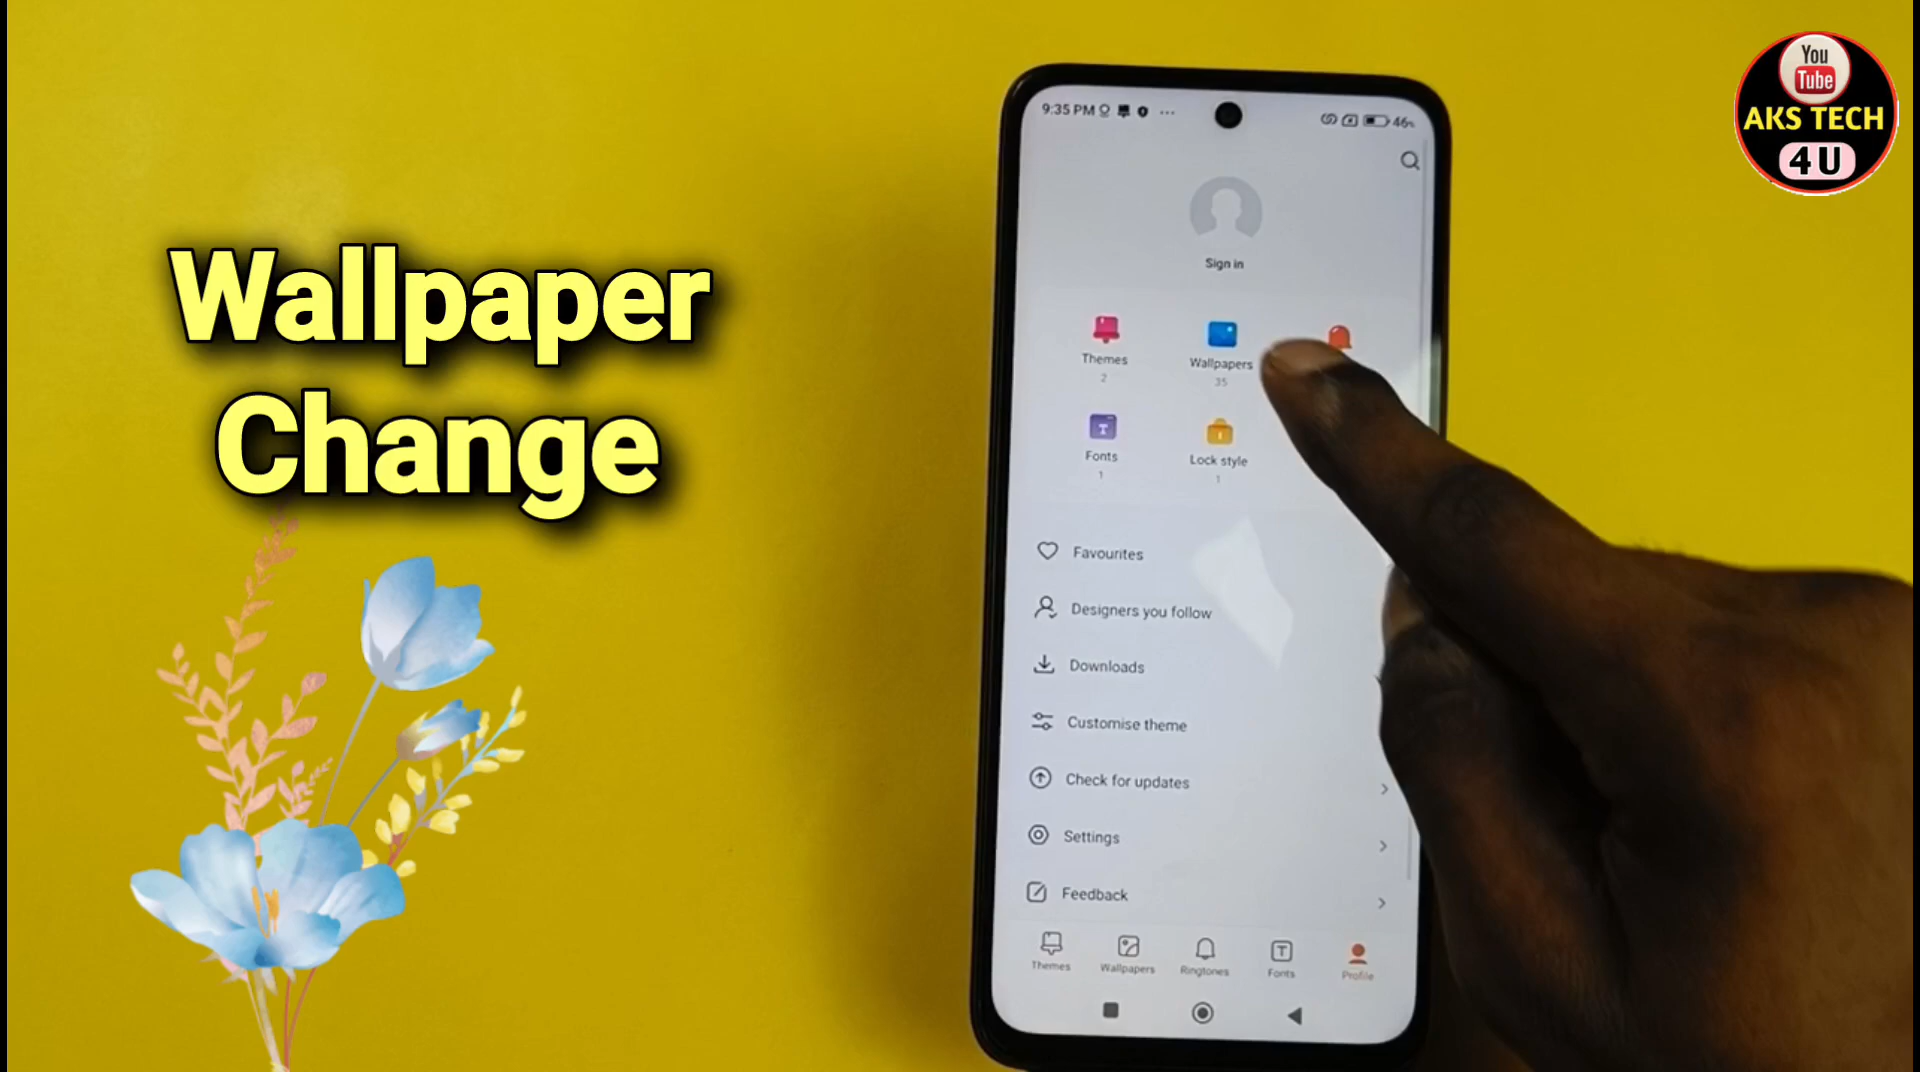 You
Tube
AKS TECH
4U
Wallpaper
Change
9:35 PM
46%
Sign in
Themes
2
Wallpapers
35
Fonts
1
Lock style
1
Favourites
Designers you follow
Downloads
Customise theme
Check for updates
Settings
Feedback
Themes
Wallpapers
Ringtones
Fonts
Profile